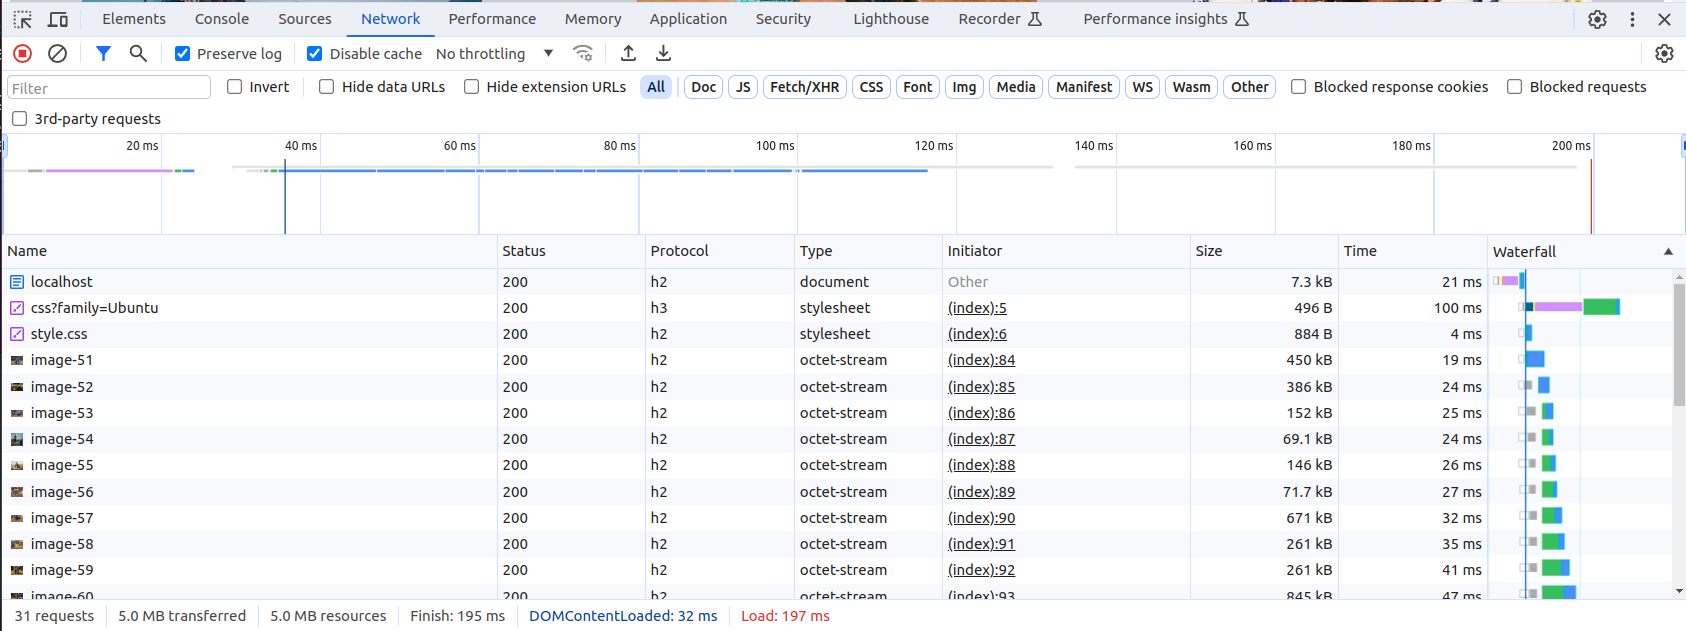 Elements Console Sources Network Performance Memory Application Security Lighthouse Recorder Performance insights
Preserve log Disable cache No throttling
Filter Invert Hide data URLs Hide extension URLs All Doc JS Fetch/XHR CSS Font Img Media Manifest WS Wasm Other Blocked response cookies Blocked requests
3rd-party requests
20 ms 40 ms 60 ms 80 ms 100 ms 120 ms 140 ms 160 ms 180 ms 200 ms
Name Status Protocol Type Initiator Size Time Waterfall
localhost 200 h2 document Other 7.3 kB 21 ms
css?family=Ubuntu 200 h3 stylesheet (index):5 496 B 100 ms
style.css 200 h2 stylesheet (index):6 884 B 4 ms
image-51 200 h2 octet-stream (index):84 450 kB 19 ms
image-52 200 h2 octet-stream (index):85 386 kB 24 ms
image-53 200 h2 octet-stream (index):86 152 kB 25 ms
image-54 200 h2 octet-stream (index):87 69.1 kB 24 ms
image-55 200 h2 octet-stream (index):88 146 kB 26 ms
image-56 200 h2 octet-stream (index):89 71.7 kB 27 ms
image-57 200 h2 octet-stream (index):90 671 kB 32 ms
image-58 200 h2 octet-stream (index):91 261 kB 35 ms
image-59 200 h2 octet-stream (index):92 261 kB 41 ms
image-60 200 h2 octet-stream (index):93 845 kB 47 ms
31 requests 5.0 MB transferred 5.0 MB resources Finish: 195 ms DOMContentLoaded: 32 ms Load: 197 ms